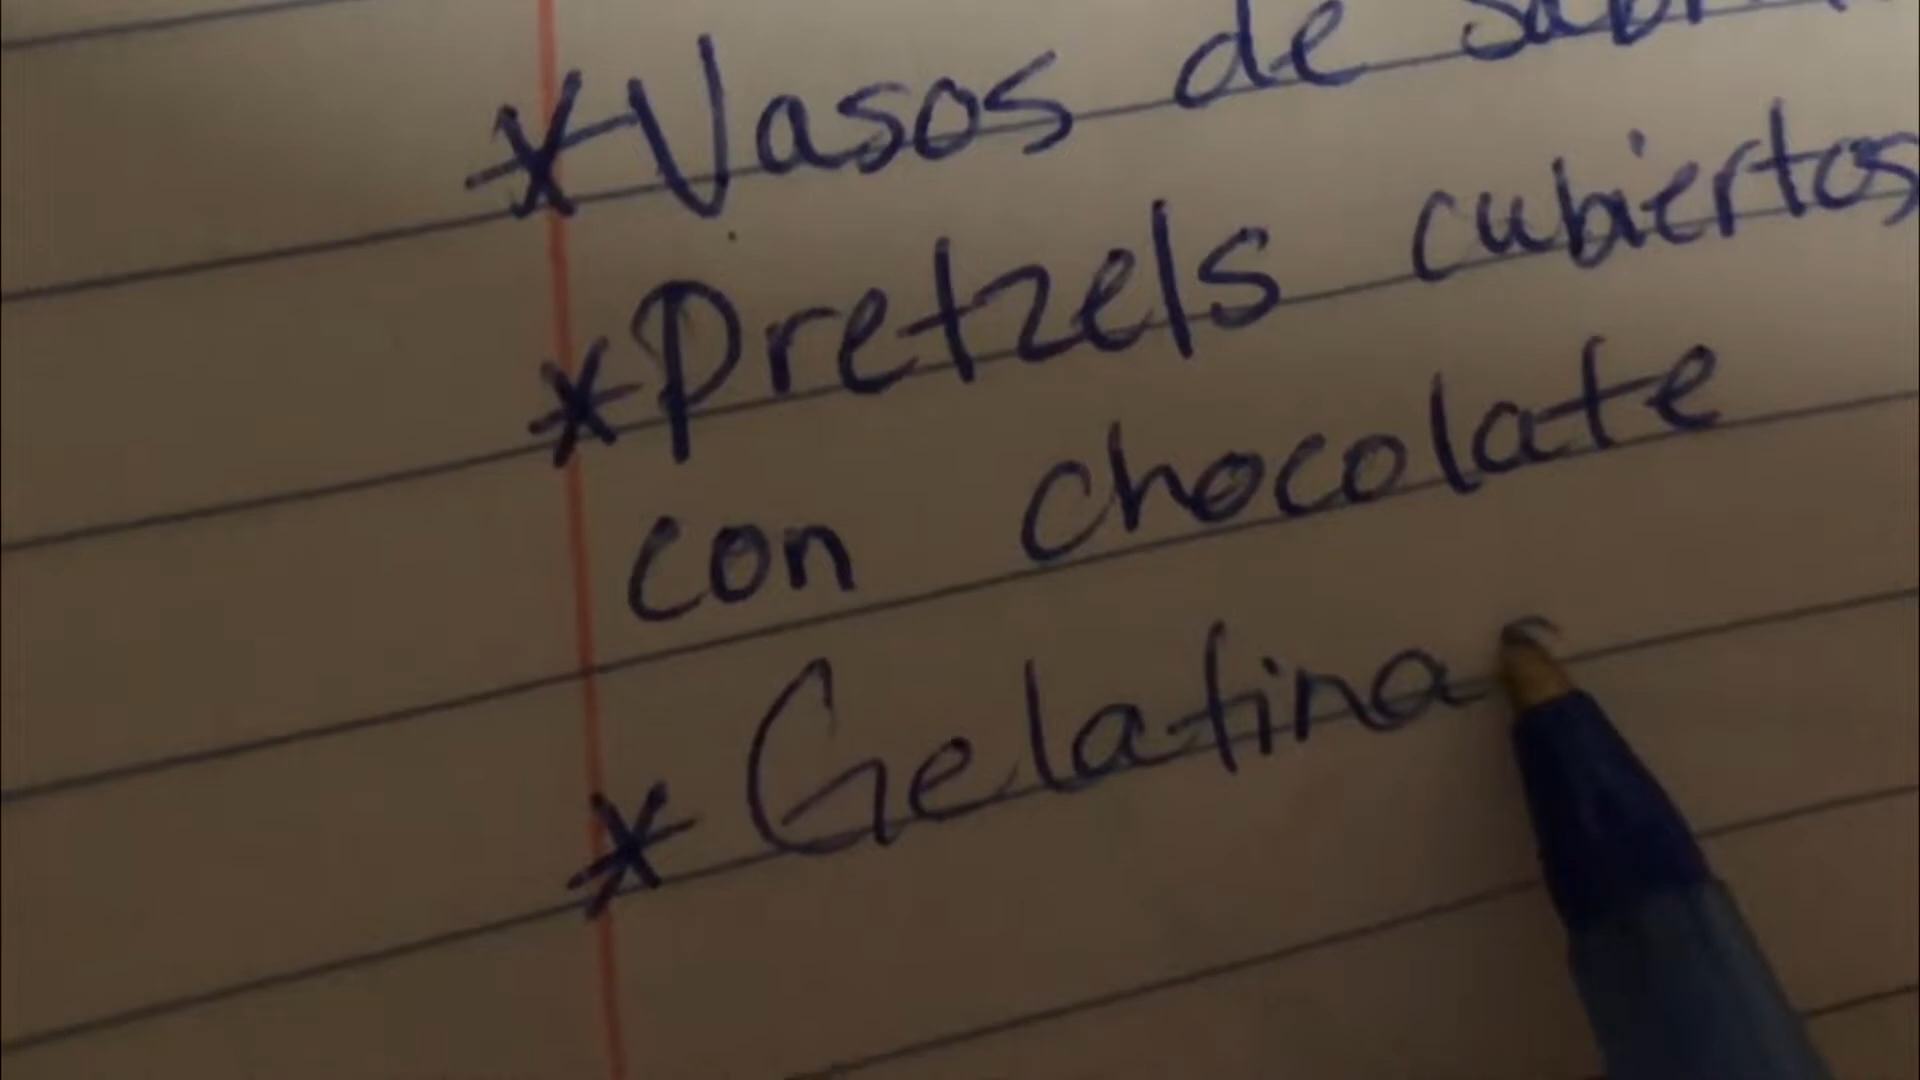 *Vasos de
*Pretzels cubiertos
con chocolate
* Gelatina